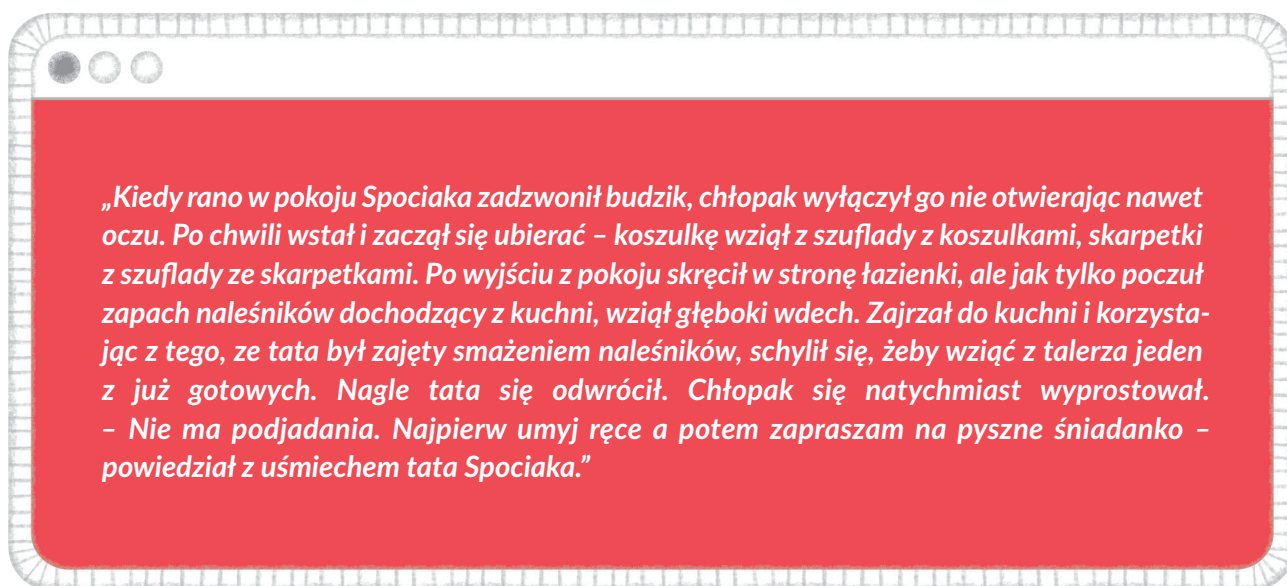 „Kiedy rano w pokoju Spociaka zadzwonił budzik, chłopak wyłączył go nie otwierając nawet
oczu. Po chwili wstał i zaczął się ubierać – koszulkę wziął z szuflady z koszulkami, skarpetki
z szuflady ze skarpetkami. Po wyjściu z pokoju skręcił w stronę łazienki, ale jak tylko poczuł
zapach naleśników dochodzący z kuchni, wziął głęboki wdech. Zajrzał do kuchni i korzysta-
jąc z tego, ze tata był zajęty smażeniem naleśników, schylił się, żeby wziąć z talerza jeden
z już gotowych. Nagle tata się odwrócił. Chłopak się natychmiast wyprostował.
– Nie ma podjadania. Najpierw umyj ręce a potem zapraszam na pyszne śniadanko –
powiedział z uśmiechem tata Spociaka.”